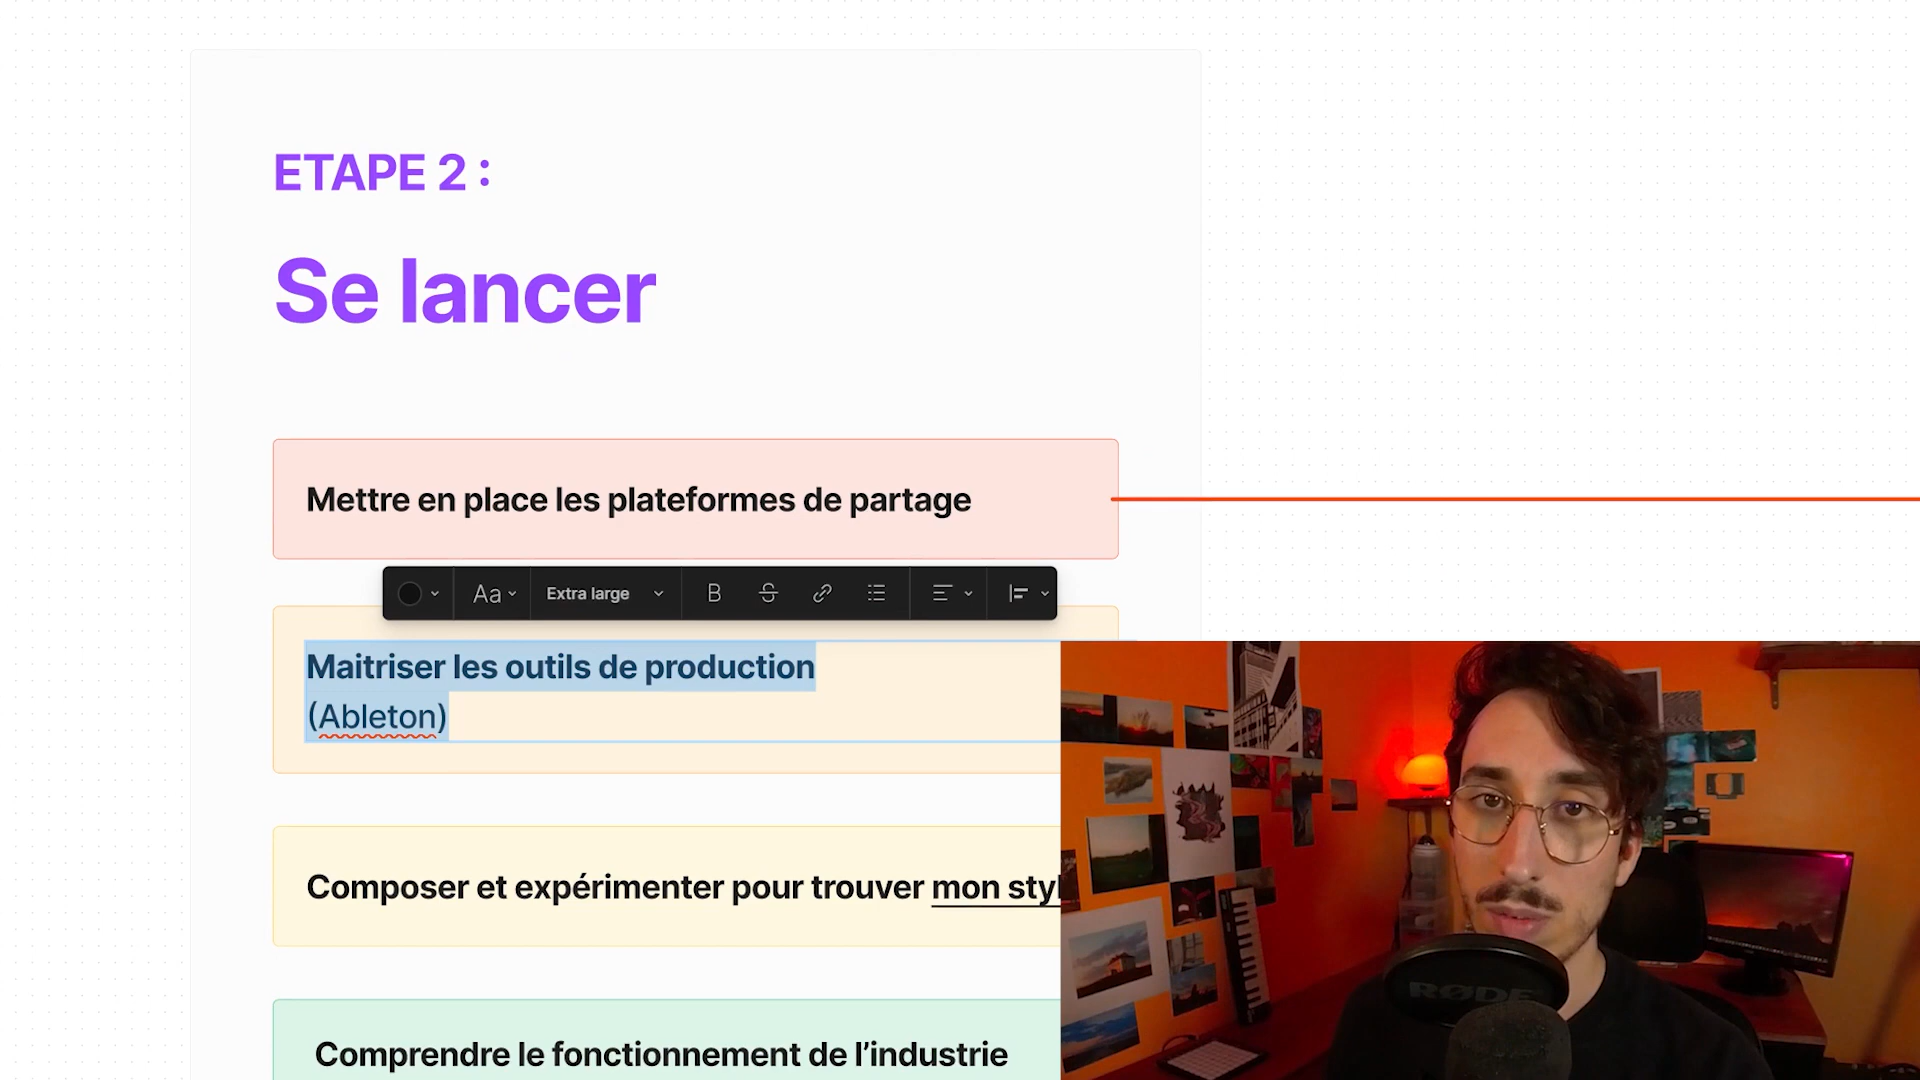 ETAPE 2 :
Se lancer
Mettre en place les plateformes de partage
Aa
Extra large
B
S
Maitriser les outils de production
(Ableton)
Composer et expérimenter pour trouver mon
Comprendre le fonctionnement de l’industrie
RØDE